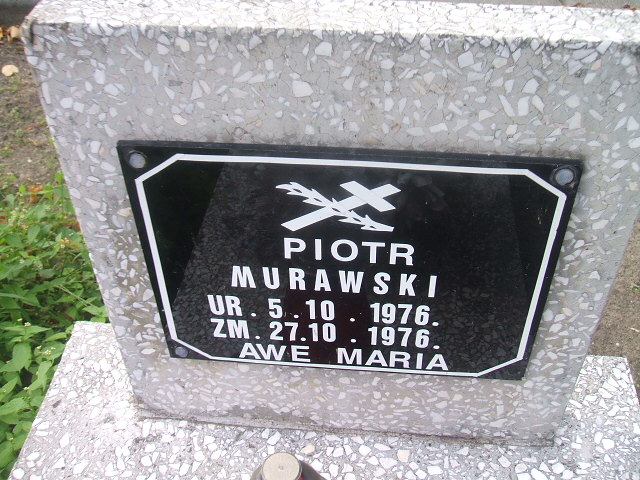 PIOTR
MURAWSKI
UR. 5.10.1976.
ZM. 27.10.1976.
AWE MARIA